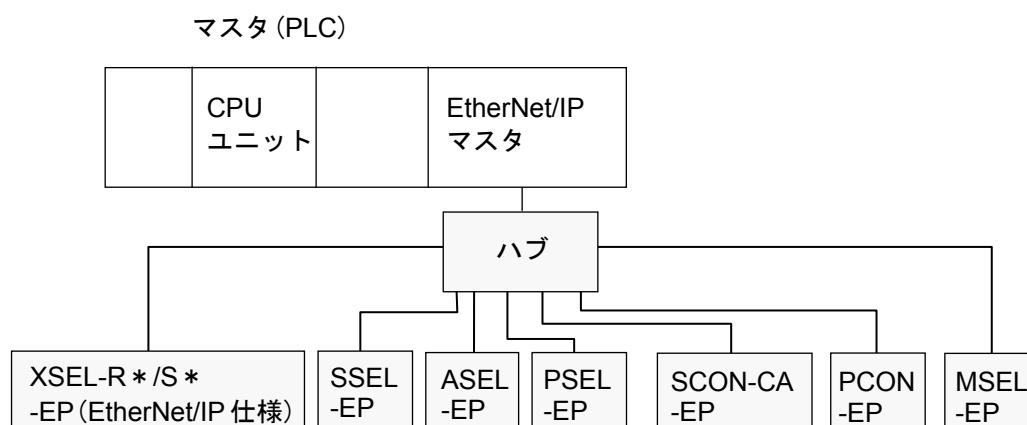 マスタ(PLC)
CPU
ユニット
EtherNet/IP
マスタ
ハブ
XSEL-R＊/S＊
-EP(EtherNet/IP 仕様)
SSEL
-EP
ASEL
-EP
PSEL
-EP
SCON-CA
-EP
PCON
-EP
MSEL
-EP